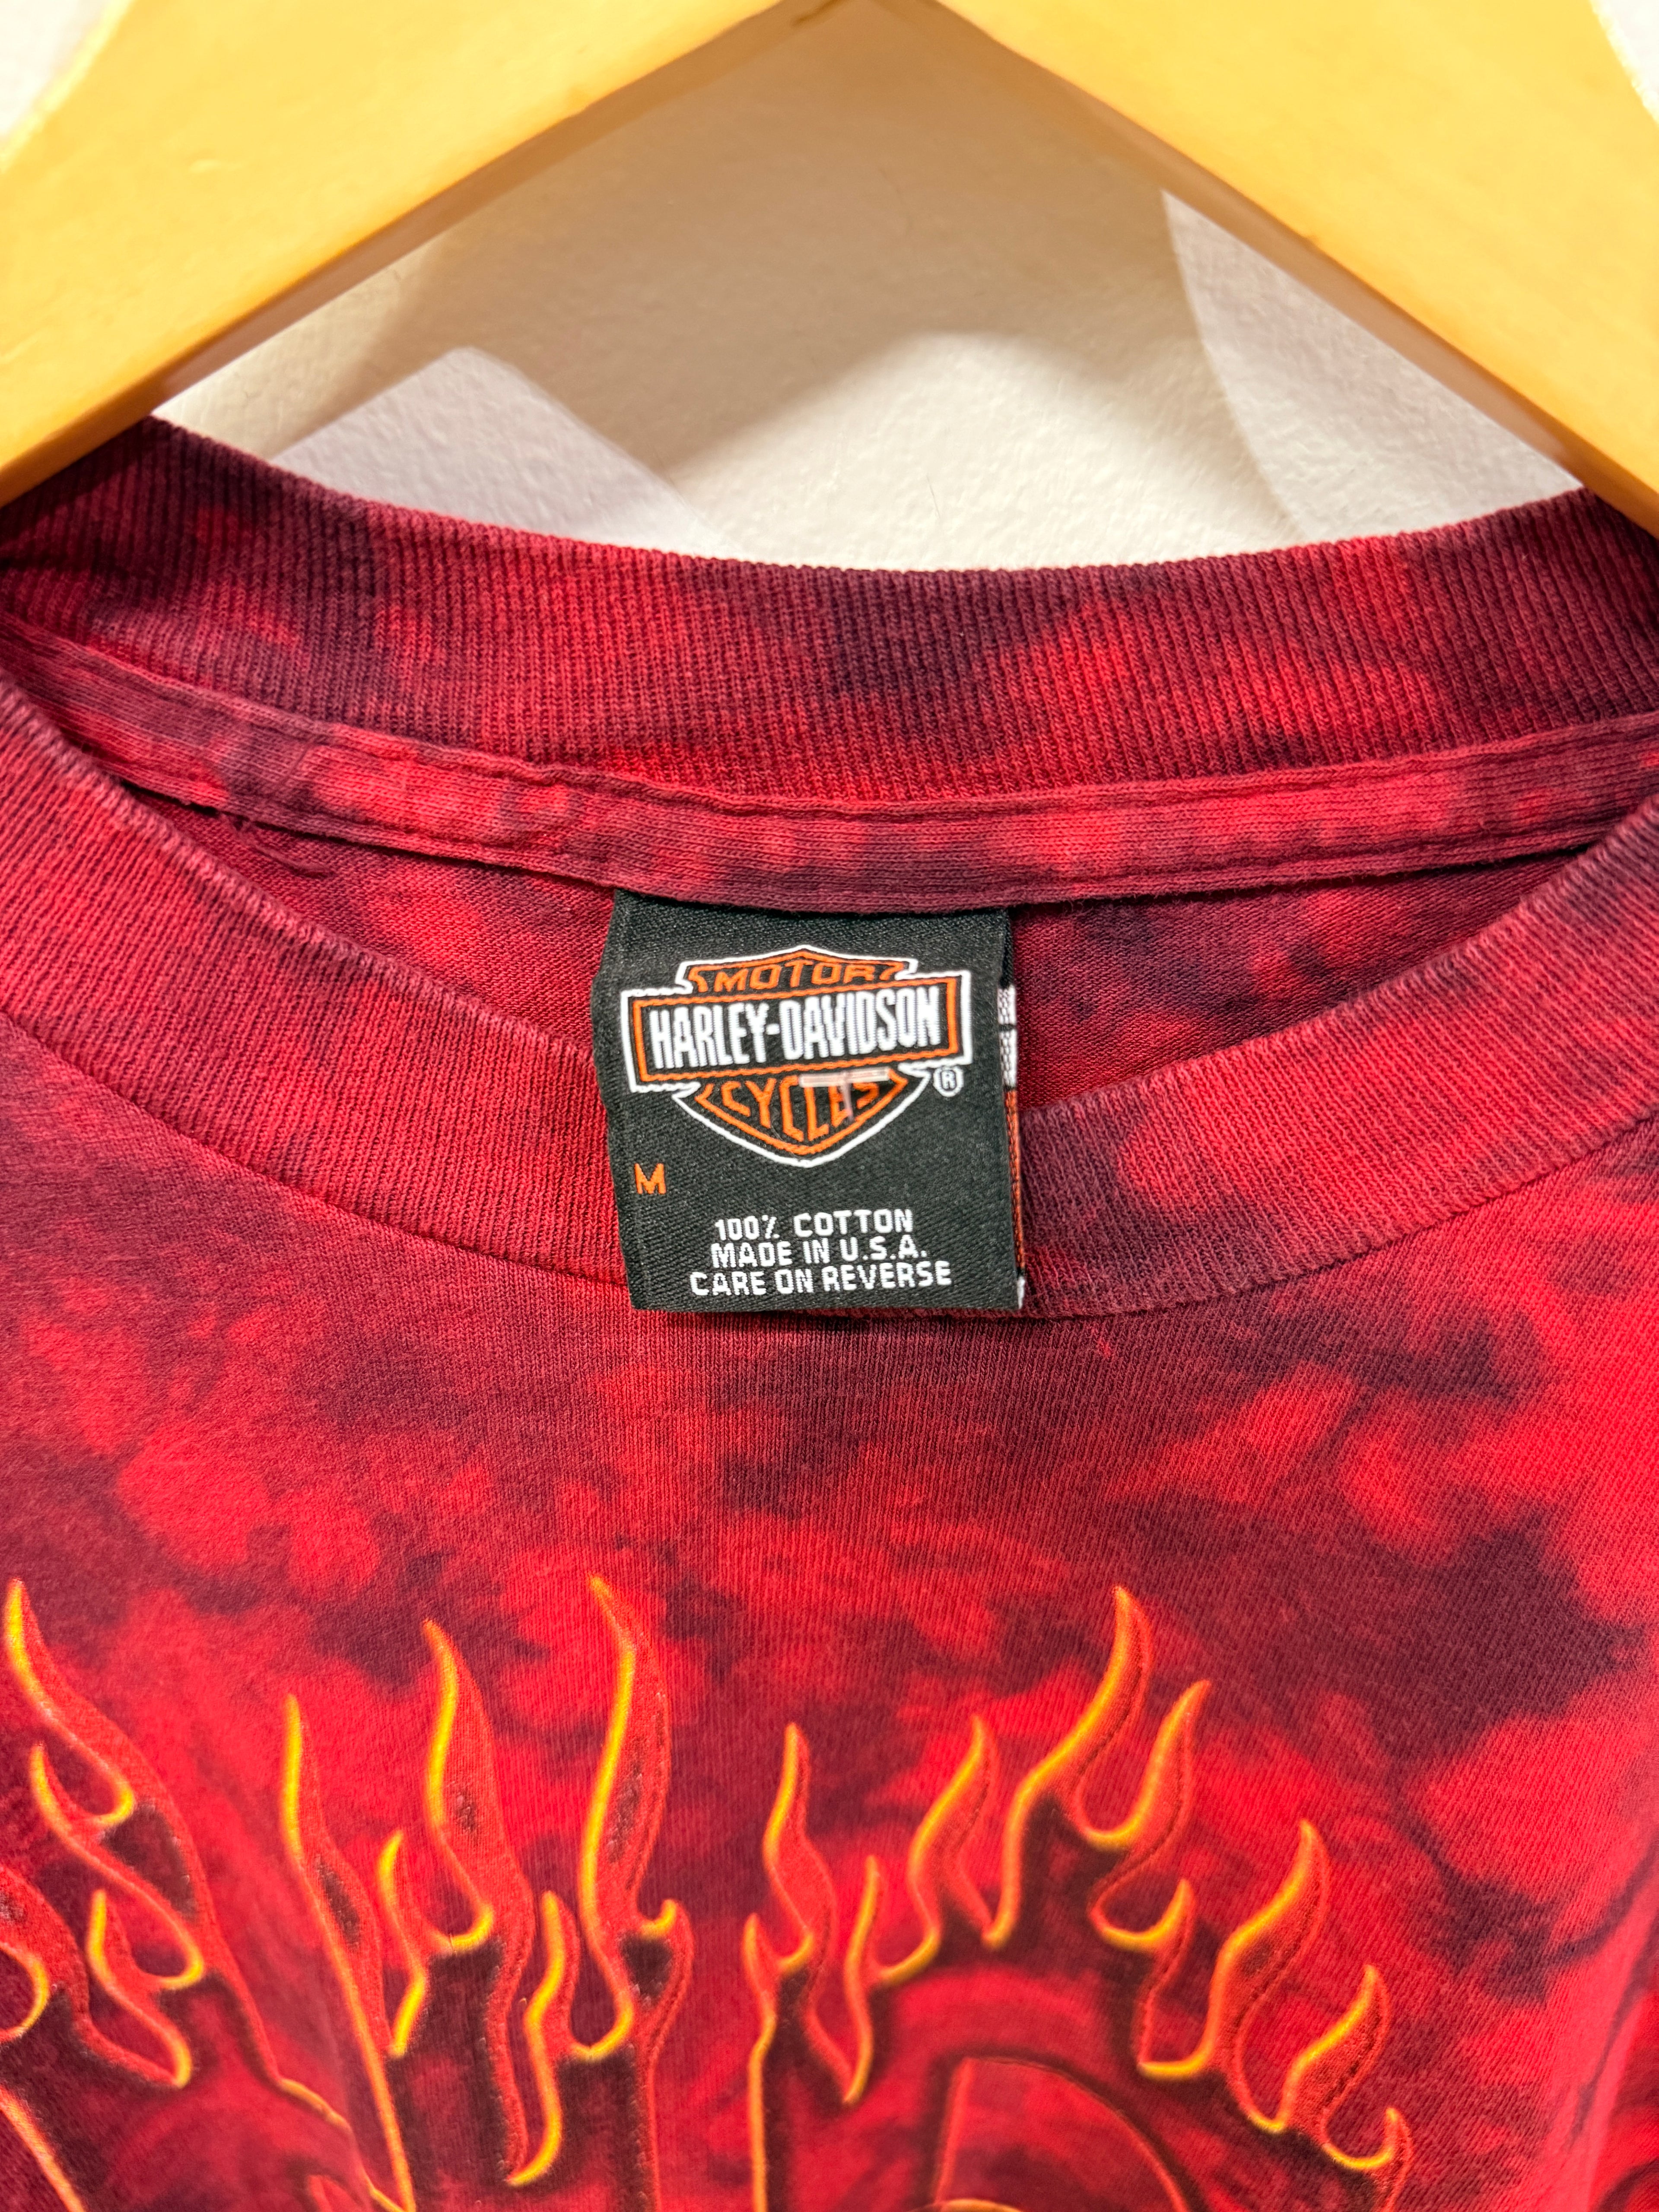 MOTOR
HARLEY-DAVIDSON
CYCLES
®
M
100% COTTON
MADE IN U.S.A.
CARE ON REVERSE